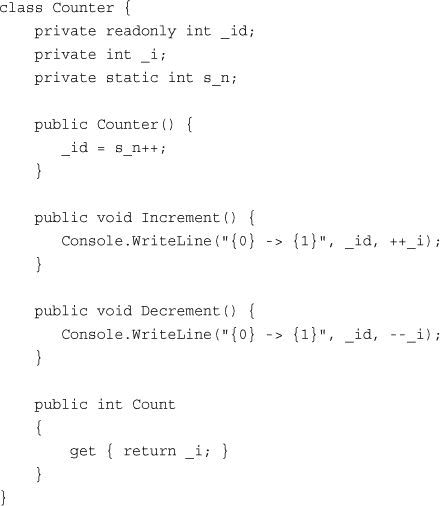 class Counter {
    private readonly int _id;
    private int _i;
    private static int s_n;

    public Counter() {
       _id = s_n++;
    }

    public void Increment() {
       Console.WriteLine("{0} -> {1}", _id, ++_i);
    }

    public void Decrement() {
       Console.WriteLine("{0} -> {1}", _id, --_i);
    }

    public int Count
    {
        get { return _i; }
    }
}